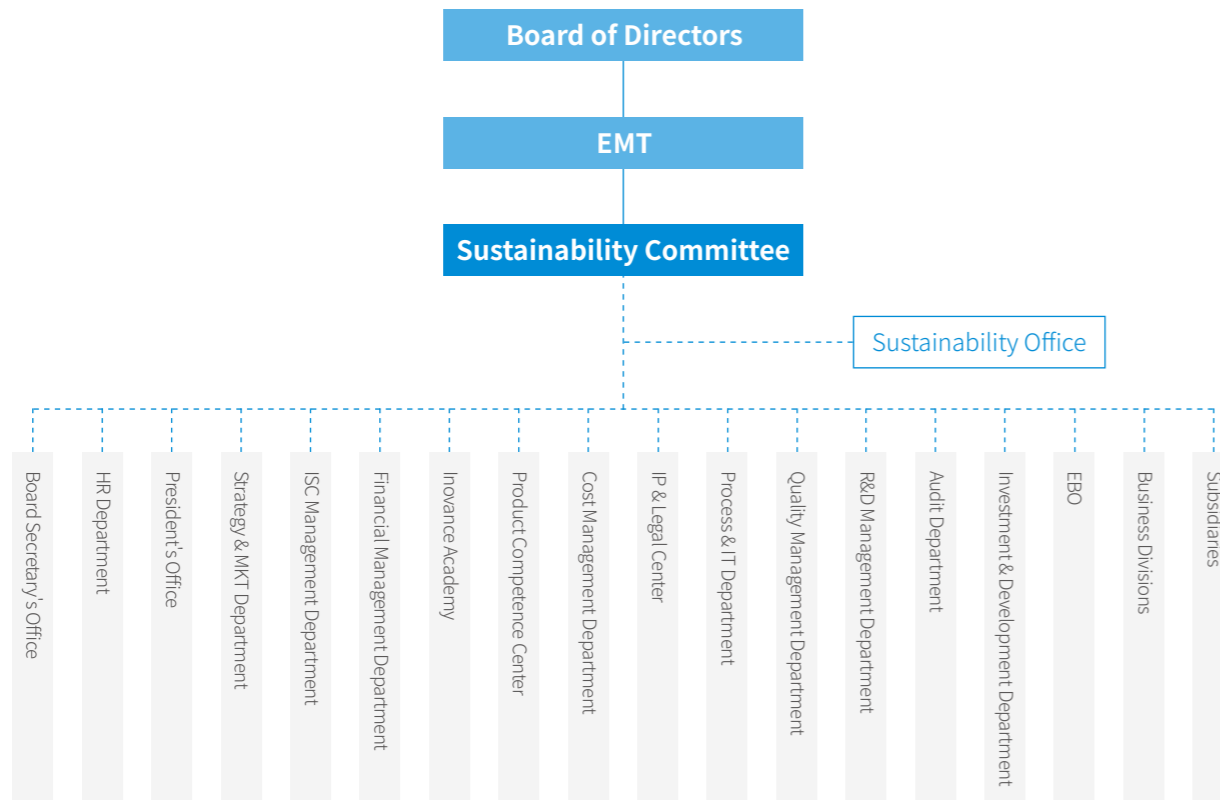 Board of Directors
EMT
Sustainability Committee
Sustainability Office
Board Secretary's Office
HR Department
President's Office
Strategy & MKT Department
ISC Management Department
Financial Management Department
Inovance Academy
Product Competence Center
Cost Management Department
IP & Legal Center
Process & IT Department
Quality Management Department
R&D Management Department
Audit Department
Investment & Development Department
EBO
Business Divisions
Subsidiaries